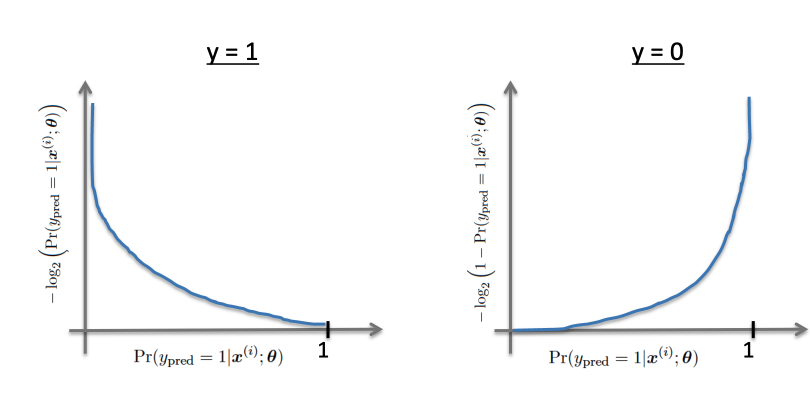 y = 1
− log₂ (Pr(y_pred = 1|x⁽ⁱ⁾; θ))
Pr(y_pred = 1|x⁽ⁱ⁾; θ)
1
y = 0
− log₂ (1 − Pr(y_pred = 1|x⁽ⁱ⁾; θ))
Pr(y_pred = 1|x⁽ⁱ⁾; θ)
1